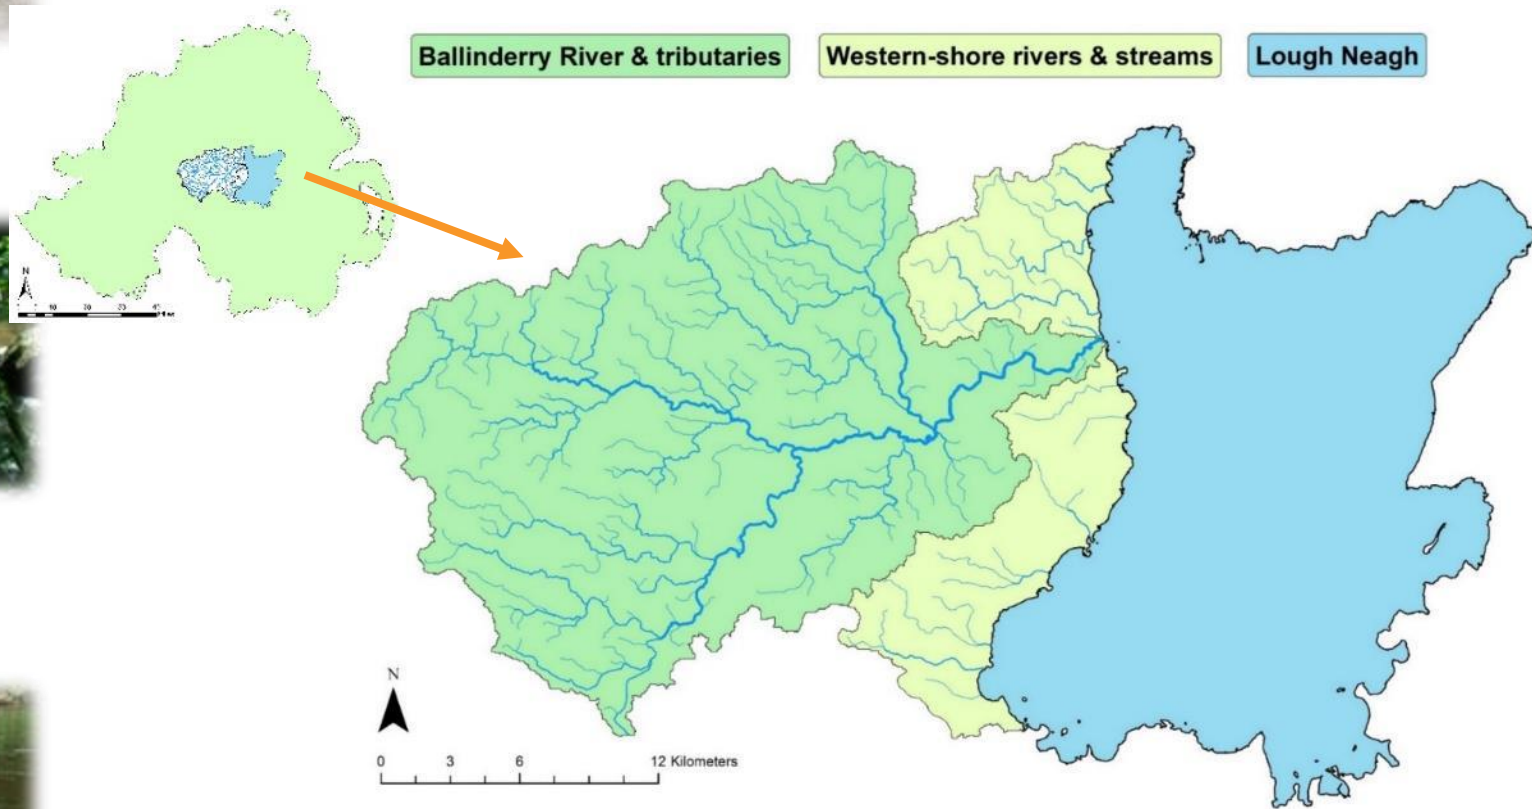 Ballinderry River & tributaries
Western-shore rivers & streams
Lough Neagh
N
N
0 3 6 12 Kilometers